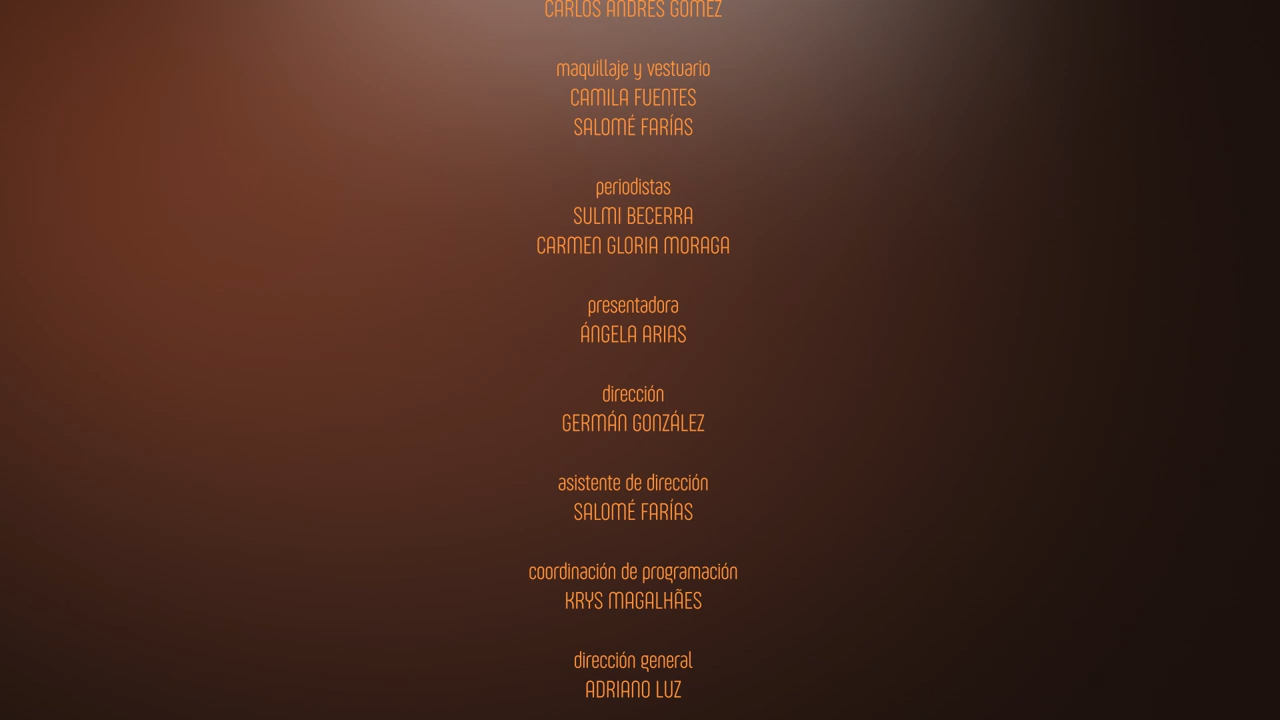 CARLOS ANDRÉS GÓMEZ
maquillaje y vestuario
CAMILA FUENTES
SALOMÉ FARÍAS
periodistas
SULMI BECERRA
CARMEN GLORIA MORAGA
presentadora
ÁNGELA ARIAS
dirección
GERMÁN GONZÁLEZ
asistente de dirección
SALOMÉ FARÍAS
coordinación de programación
KRYS MAGALHÃES
dirección general
ADRIANO LUZ